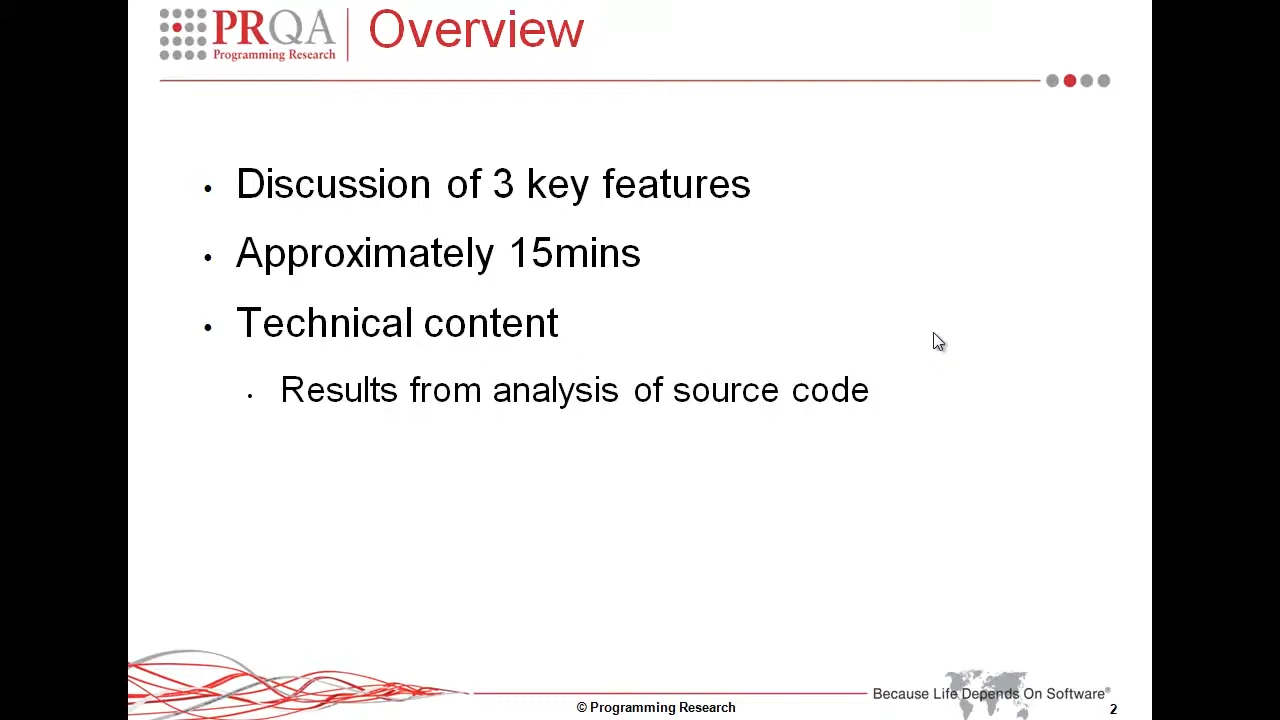 PRQA
Programming Research
Overview
• Discussion of 3 key features
• Approximately 15mins
• Technical content
• Results from analysis of source code
Because Life Depends On Software®
© Programming Research
2